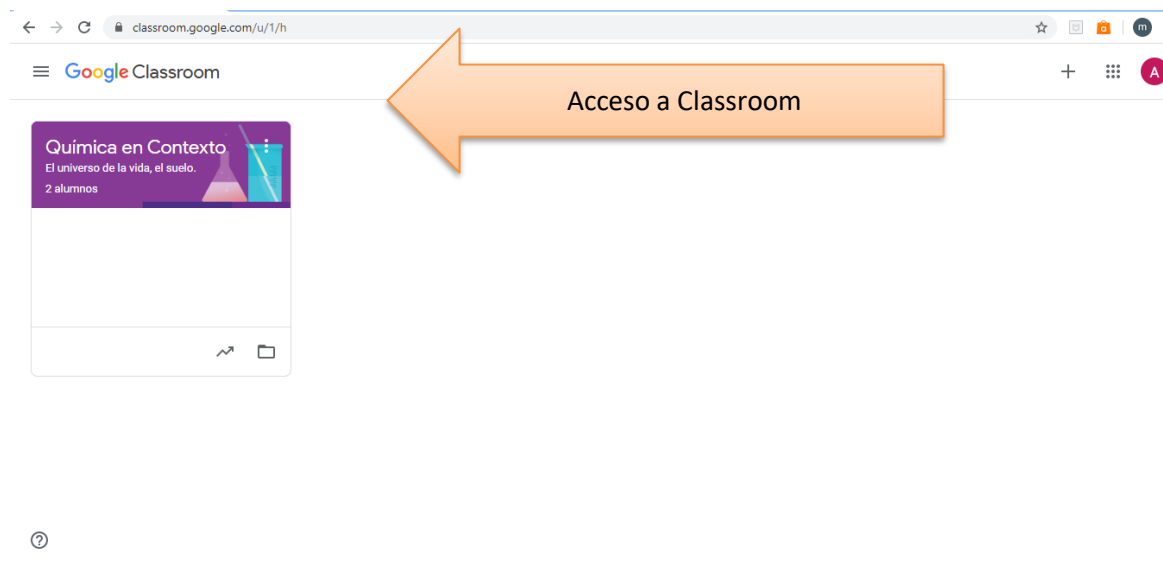 classroom.google.com/u/1/h
a
m
Google Classroom
A
Acceso a Classroom
Química en Contexto
El universo de la vida, el suelo.
2 alumnos